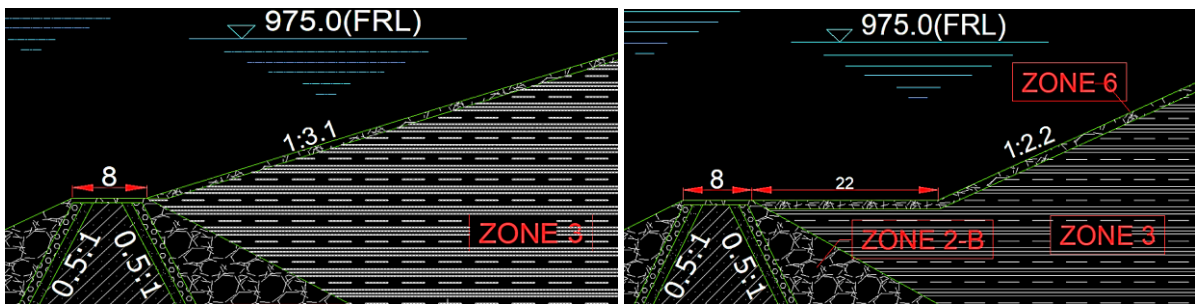 975.0(FRL)
1:3.1
8
ZONE 3
0.5:1
0.5:1
975.0(FRL)
ZONE 6
1:2.2
8
22
ZONE 2-B
ZONE 3
0.5:1
0.5:1